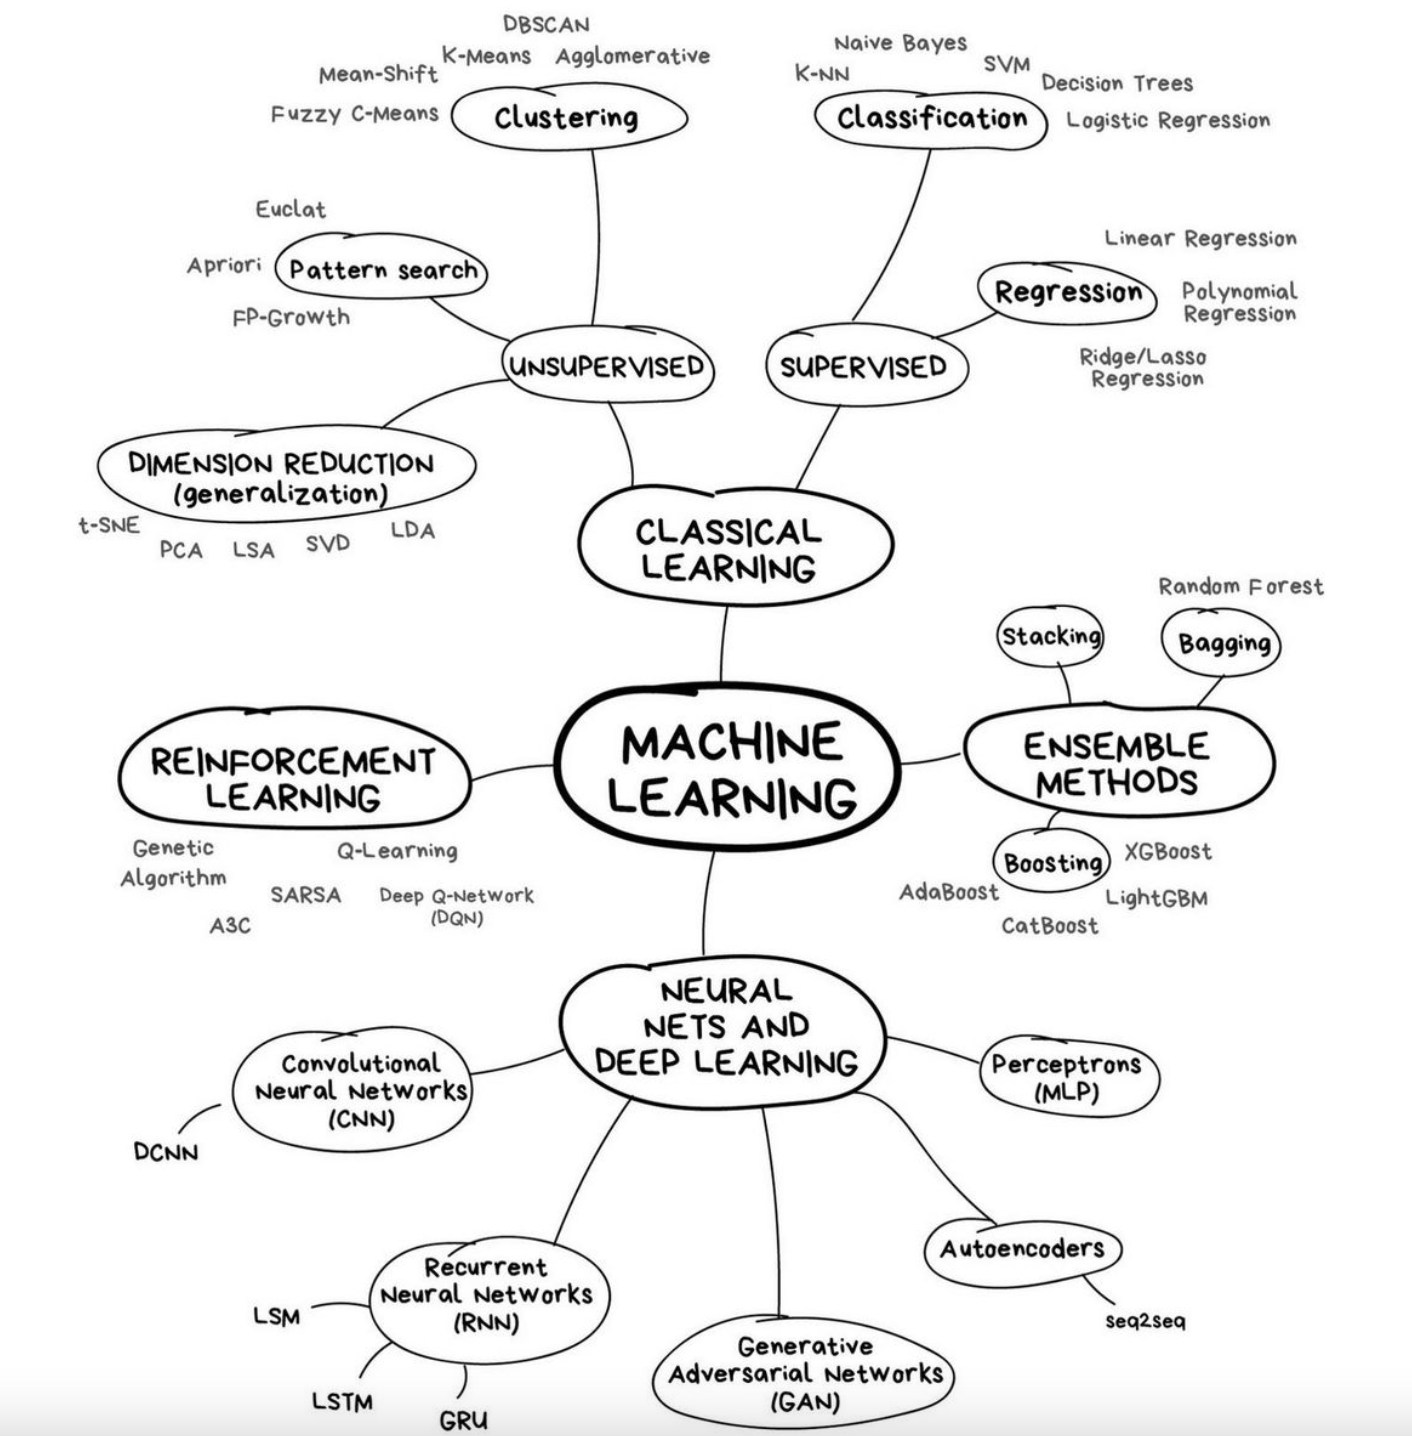 DBSCAN
K-Means
Agglomerative
Mean-Shift
Fuzzy C-Means
Clustering
Naive Bayes
K-NN
SVM
Decision Trees
Classification
Logistic Regression
Euclat
Apriori
Pattern search
FP-Growth
Linear Regression
Regression
Polynomial
Regression
Ridge/Lasso
Regression
UNSUPERVISED
SUPERVISED
DIMENSION REDUCTION
(generalization)
t-SNE
PCA
LSA
SVD
LDA
CLASSICAL
LEARNING
Random Forest
Stacking
Bagging
REINFORCEMENT
LEARNING
MACHINE
LEARNING
ENSEMBLE
METHODS
Genetic
Algorithm
Q-Learning
SARSA
Deep Q-Network
(DQN)
A3C
Boosting
XGBoost
AdaBoost
LightGBM
CatBoost
NEURAL
NETS AND
DEEP LEARNING
Convolutional
Neural Networks
(CNN)
DCNN
Perceptrons
(MLP)
Recurrent
Neural Networks
(RNN)
LSM
LSTM
GRU
Autoencoders
seq2seq
Generative
Adversarial Networks
(GAN)